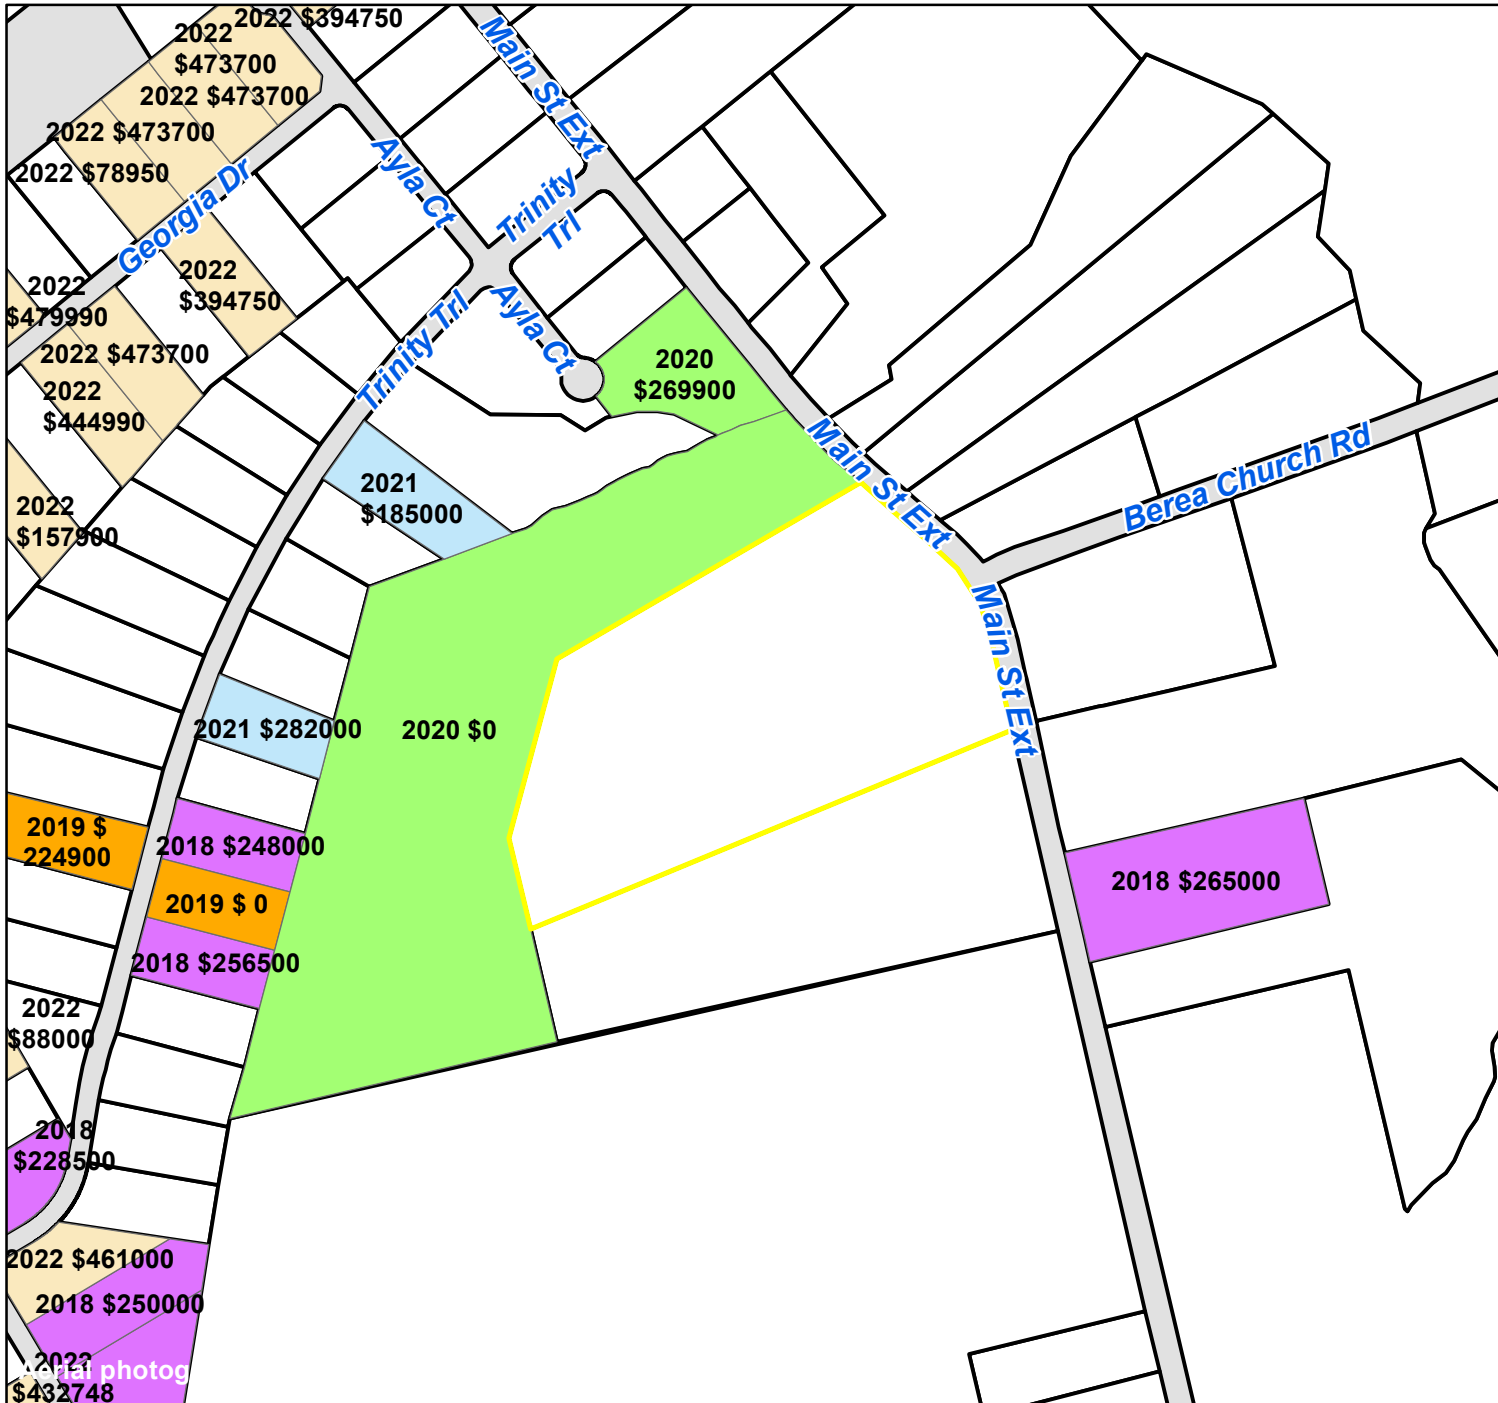 2022 $394750
2022
$473700
2022 $473700
2022 $473700
2022 $78950
Georgia Dr
Ayla Ct
Main St Ext
Trinity
Trl
2022
$394750
2022
$479990
2022 $473700
2022
$444990
Trinity Trl
Ayla Ct
2020
$269900
Main St Ext
Berea Church Rd
2021
$185000
2022
$157900
Main St Ext
2021 $282000
2020 $0
2019 $
224900
2018 $248000
2019 $ 0
2018 $256500
2018 $265000
2022
$88000
2018
$228500
2022 $461000
2018 $250000
2022
$432748
Aerial photog